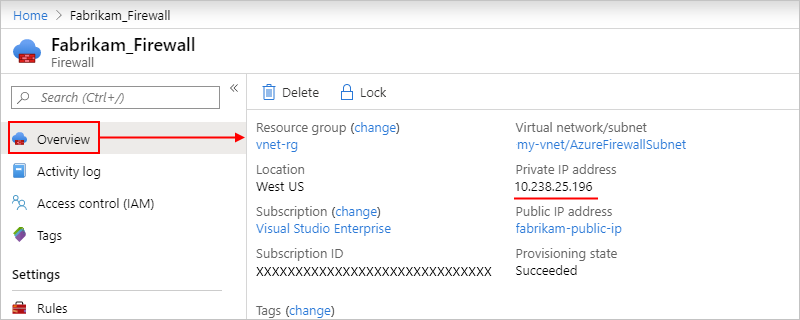 Home > Fabrikam_Firewall
Fabrikam_Firewall
Firewall
Search (Ctrl+/)
«
Overview
Activity log
Access control (IAM)
Tags
Settings
Rules
Delete Lock
Resource group (change)
vnet-rg
Location
West US
Subscription (change)
Visual Studio Enterprise
Subscription ID
XXXXXXXXXXXXXXXXXXXXXXXXXXXXXX
Tags (change)
Virtual network/subnet
my-vnet/AzureFirewallSubnet
Private IP address
10.238.25.196
Public IP address
fabrikam-public-ip
Provisioning state
Succeeded